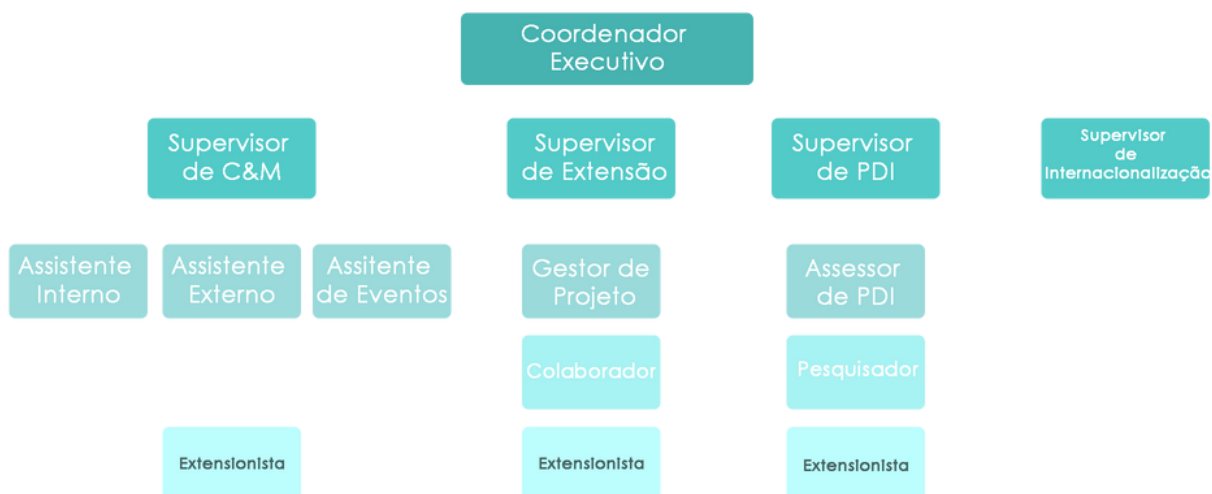 Coordenador
Executivo
Supervisor
de C&M
Supervisor
de Extensão
Supervisor
de PDI
Supervisor
de
Internacionalização
Assistente
Interno
Assistente
Externo
Assitente
de Eventos
Gestor de
Projeto
Assessor
de PDI
Colaborador
Pesquisador
Extensionista
Extensionista
Extensionista